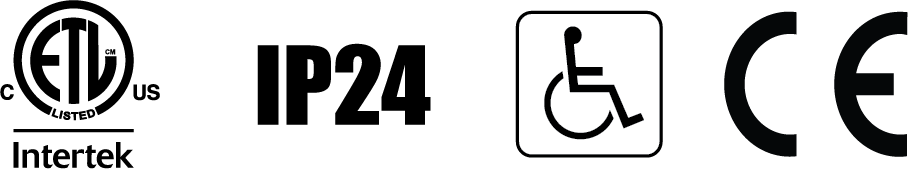 ETL CM
C US
LISTED
Intertek
IP24
CE